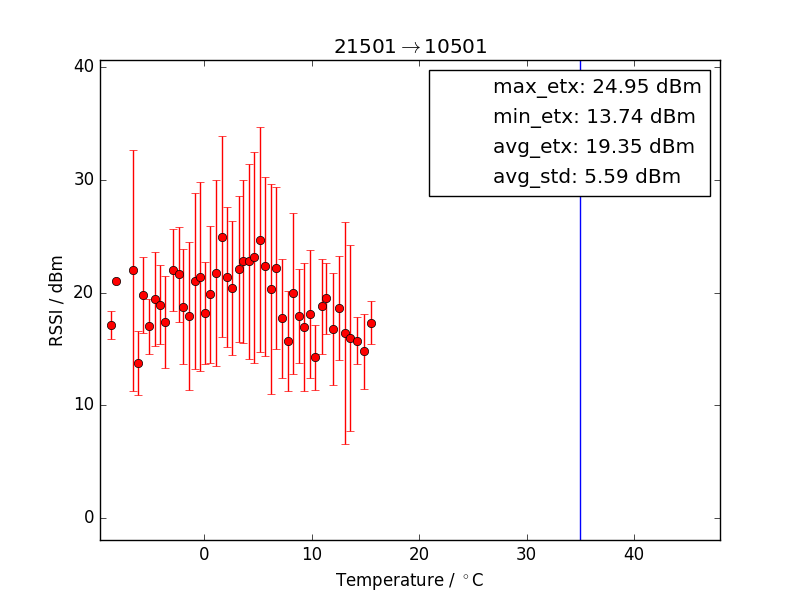 21501→10501
max_etx: 24.95 dBm
min_etx: 13.74 dBm
avg_etx: 19.35 dBm
avg_std: 5.59 dBm
RSSI / dBm
40
30
20
10
0
0 10 20 30 40
Temperature / °C